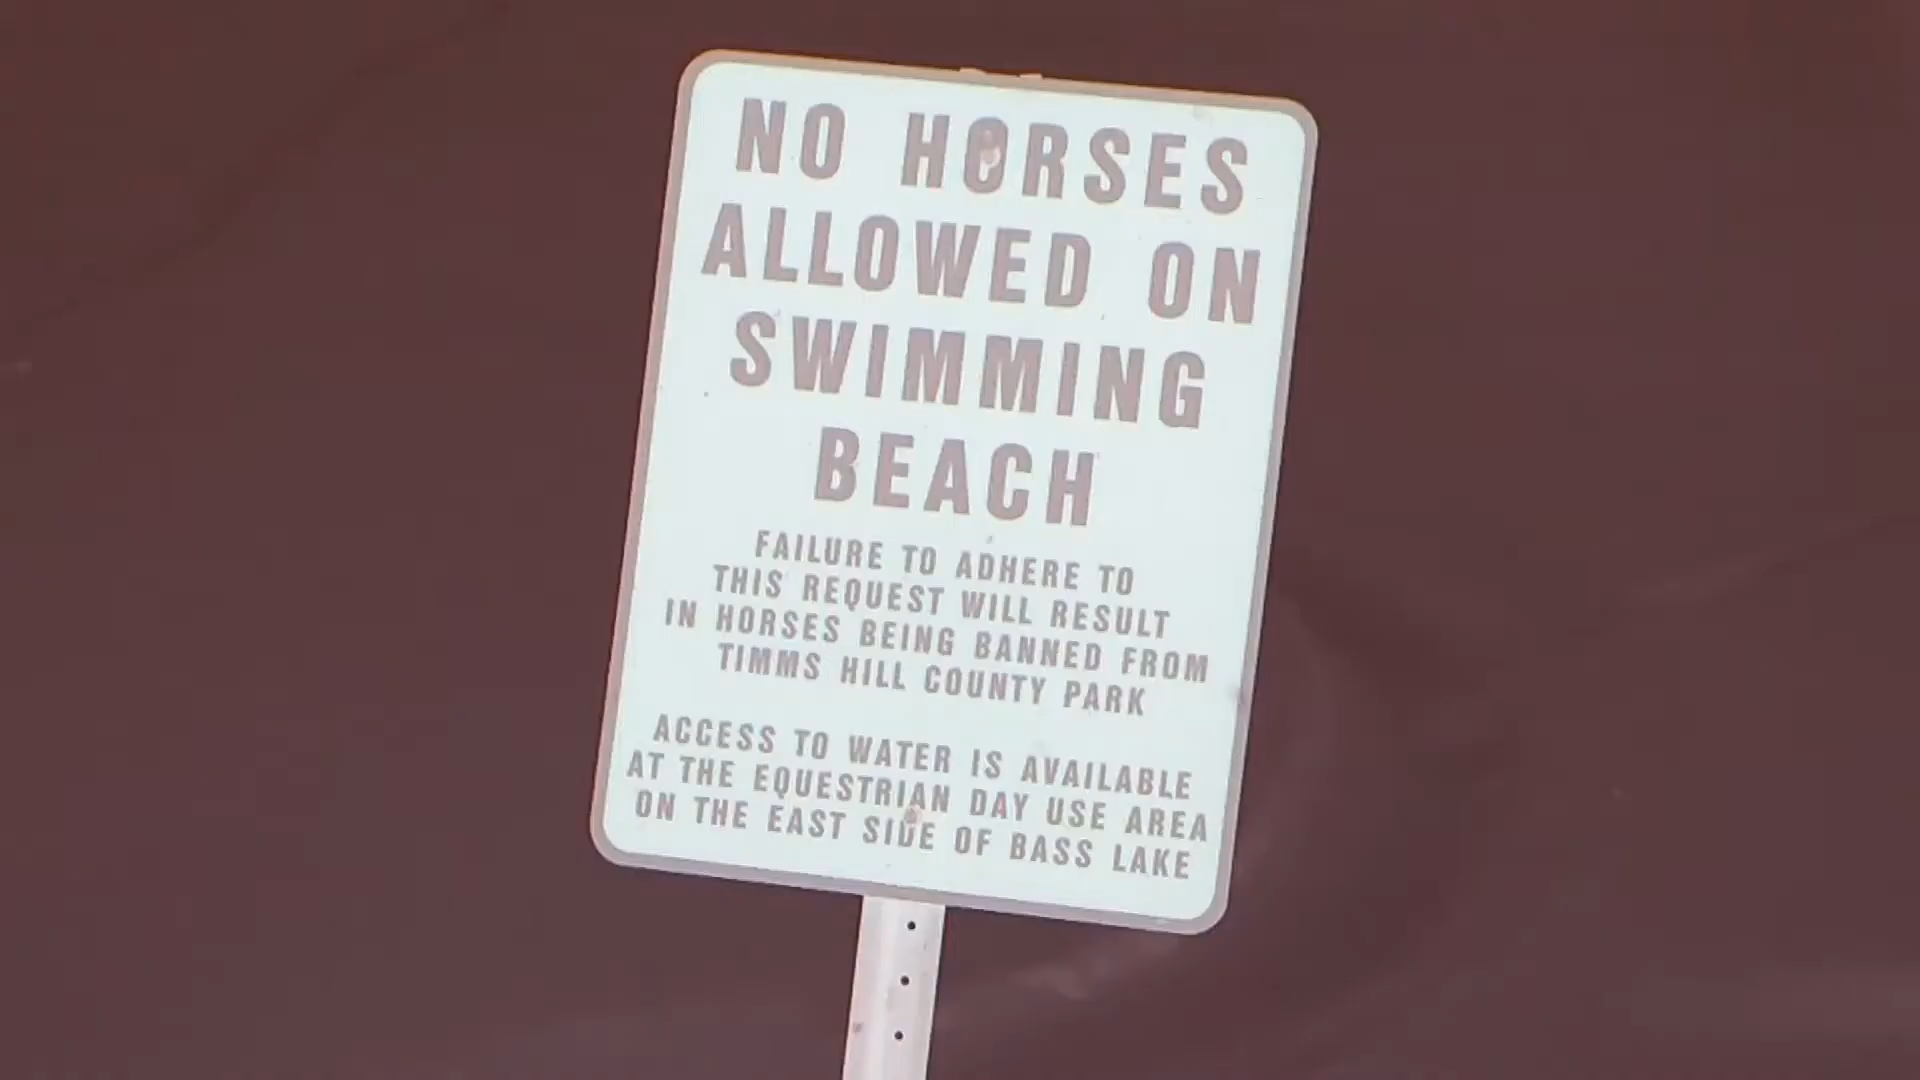 NO HORSES
ALLOWED ON
SWIMMING
BEACH
FAILURE TO ADHERE TO
THIS REQUEST WILL RESULT
IN HORSES BEING BANNED FROM
TIMMS HILL COUNTY PARK
ACCESS TO WATER IS AVAILABLE
AT THE EQUESTRIAN DAY USE AREA
ON THE EAST SIDE OF BASS LAKE